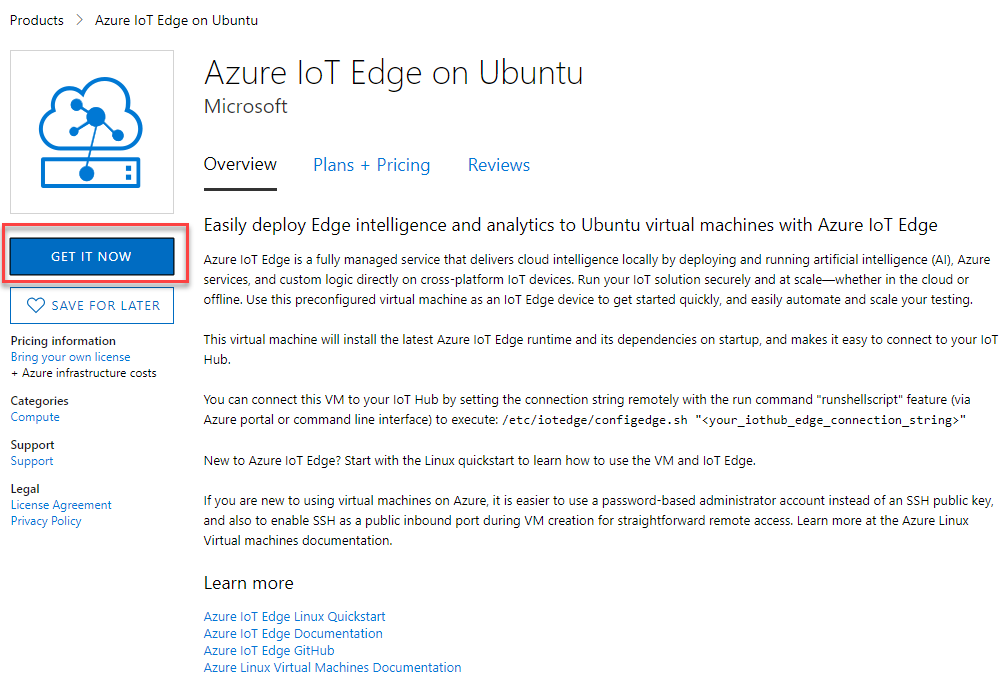 Products > Azure IoT Edge on Ubuntu
Azure IoT Edge on Ubuntu
Microsoft
Overview Plans + Pricing Reviews
GET IT NOW
SAVE FOR LATER
Pricing information
Bring your own license
+ Azure infrastructure costs
Categories
Compute
Support
Support
Legal
License Agreement
Privacy Policy
Easily deploy Edge intelligence and analytics to Ubuntu virtual machines with Azure IoT Edge
Azure IoT Edge is a fully managed service that delivers cloud intelligence locally by deploying and running artificial intelligence (AI), Azure
services, and custom logic directly on cross-platform IoT devices. Run your IoT solution securely and at scale—whether in the cloud or
offline. Use this preconfigured virtual machine as an IoT Edge device to get started quickly, and easily automate and scale your testing.
This virtual machine will install the latest Azure IoT Edge runtime and its dependencies on startup, and makes it easy to connect to your IoT
Hub.
You can connect this VM to your IoT Hub by setting the connection string remotely with the run command "runshellscript" feature (via
Azure portal or command line interface) to execute: /etc/iotedge/configedge.sh "<your_iothub_edge_connection_string>"
New to Azure IoT Edge? Start with the Linux quickstart to learn how to use the VM and IoT Edge.
If you are new to using virtual machines on Azure, it is easier to use a password-based administrator account instead of an SSH public key,
and also to enable SSH as a public inbound port during VM creation for straightforward remote access. Learn more at the Azure Linux
Virtual machines documentation.
Learn more
Azure IoT Edge Linux Quickstart
Azure IoT Edge Documentation
Azure IoT Edge GitHub
Azure Linux Virtual Machines Documentation